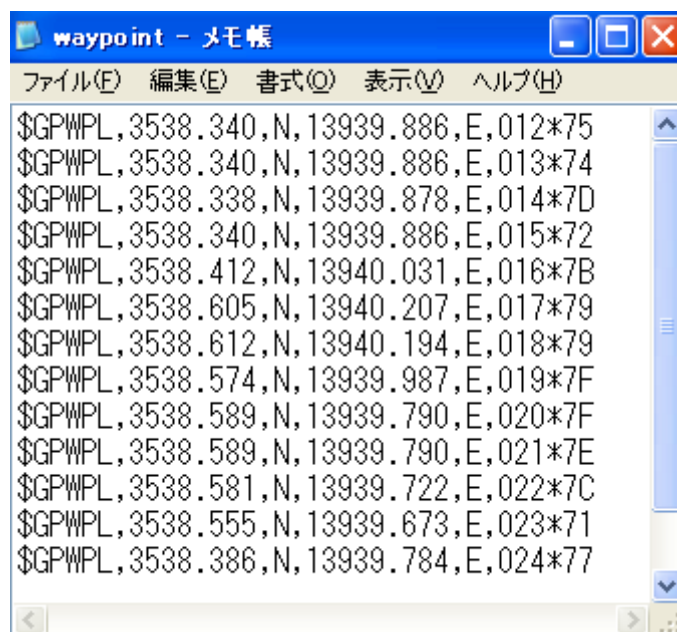 waypoint - メモ帳
ファイル(F) 編集(E) 書式(O) 表示(V) ヘルプ(H)
$GPWPL,3538.340,N,13939.886,E,012*75
$GPWPL,3538.340,N,13939.886,E,013*74
$GPWPL,3538.338,N,13939.878,E,014*7D
$GPWPL,3538.340,N,13939.886,E,015*72
$GPWPL,3538.412,N,13940.031,E,016*7B
$GPWPL,3538.605,N,13940.207,E,017*79
$GPWPL,3538.612,N,13940.194,E,018*79
$GPWPL,3538.574,N,13939.987,E,019*7F
$GPWPL,3538.589,N,13939.790,E,020*7F
$GPWPL,3538.589,N,13939.790,E,021*7E
$GPWPL,3538.581,N,13939.722,E,022*7C
$GPWPL,3538.555,N,13939.673,E,023*71
$GPWPL,3538.386,N,13939.784,E,024*77